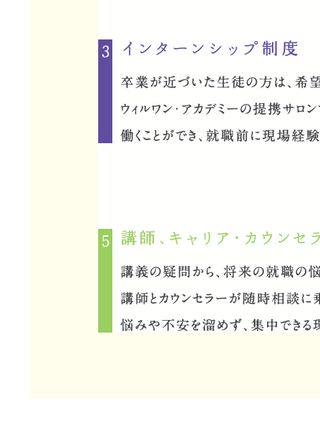 3 インターンシップ制度
卒業が近づいた生徒の方は、希望
ウィルワン・アカデミーの提携サロン
働くことができ、就職前に現場経験
5 講師、キャリア・カウンセラ
講義の疑問から、将来の就職の悩
講師とカウンセラーが随時相談に乗
悩みや不安を溜めず、集中できる環